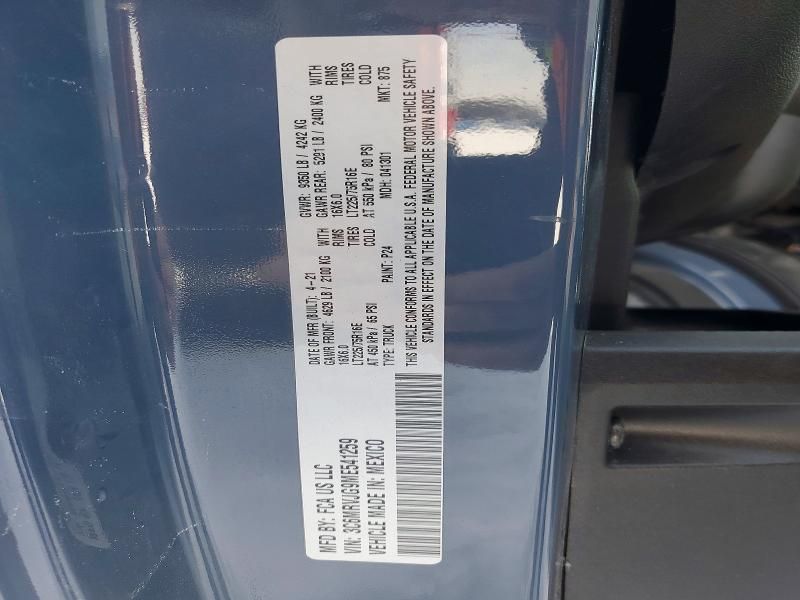 MFD BY: FCA US LLC
VIN: 3C6MRVJG9ME541259
VEHICLE MADE IN: MEXICO
DATE OF MFR (BUILT): 4-21
GAWR FRONT: 4629 LB / 2100 KG WITH
16X6.0 RIMS
LT225/75R16E TIRES
AT 450 kPa / 65 PSI COLD
TYPE: TRUCK PAINT: P24
GVWR: 9350 LB / 4242 KG
GAWR REAR: 5291 LB / 2400 KG WITH
16X6.0 RIMS
LT225/75R16E TIRES
AT 550 kPa / 80 PSI COLD
MDH: 041301 MKT: 875
THIS VEHICLE CONFORMS TO ALL APPLICABLE U.S.A. FEDERAL MOTOR VEHICLE SAFETY
STANDARDS IN EFFECT ON THE DATE OF MANUFACTURE SHOWN ABOVE.